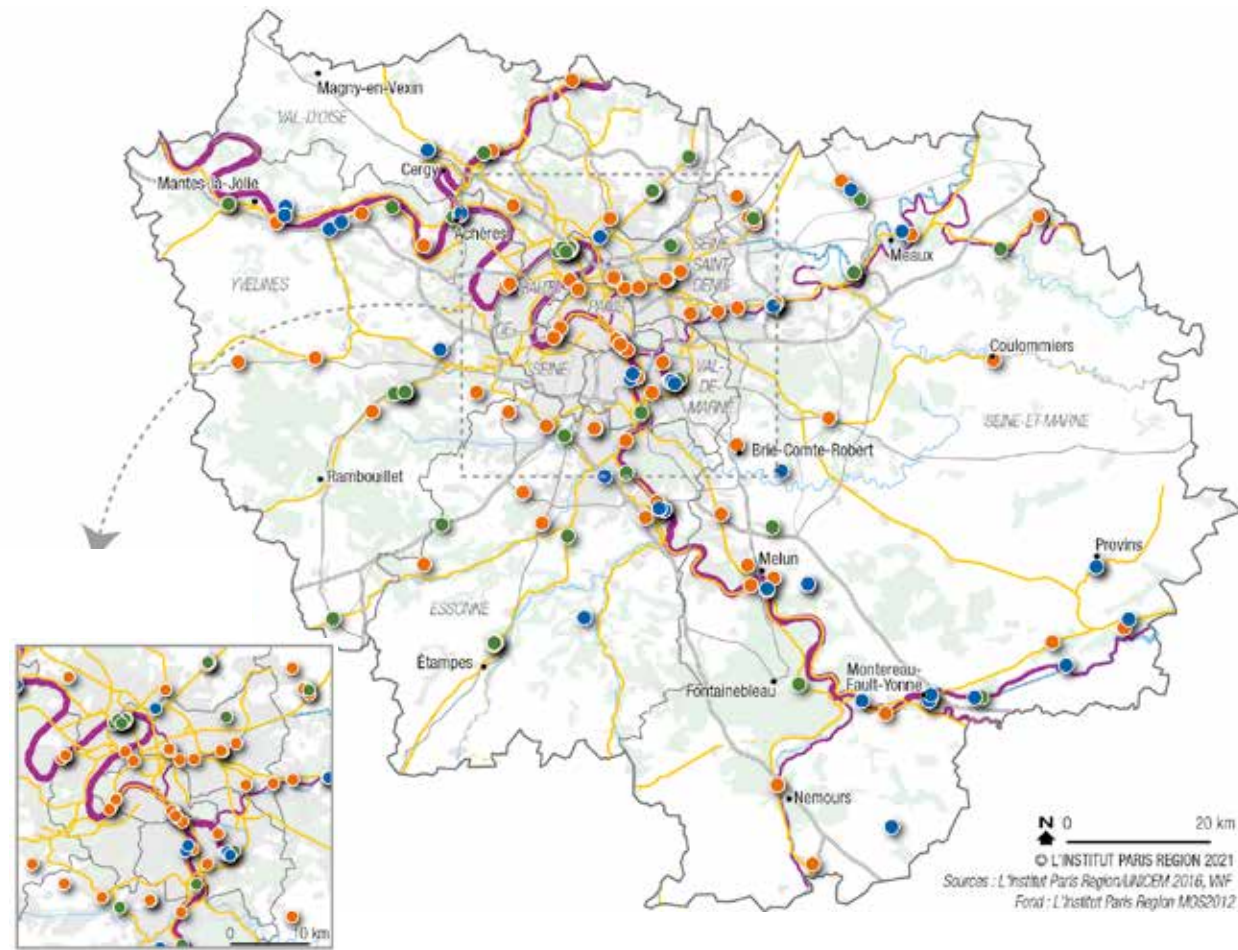 Magny-en-Vexin
VAL-D'OISE
Cergy
Mantes-la-Jolie
Achères
YVELINES
SEINE
SAINT
DENIS
Meaux
HAUTS
PARIS
DE
SEINE
VAL-
DE-
MARNE
Coulommiers
SEINE-ET-MARNE
Brie-Comte-Robert
Rambouillet
Provins
Melun
ESSONNE
Étampes
Fontainebleau
Montereau-
Fault-Yonne
Nemours
N 0 20 km
© L'INSTITUT PARIS REGION 2021
Sources : L'Institut Paris Region/UNICEM 2016, VNF
Fond : L'Institut Paris Region MOS2012
0 10 km